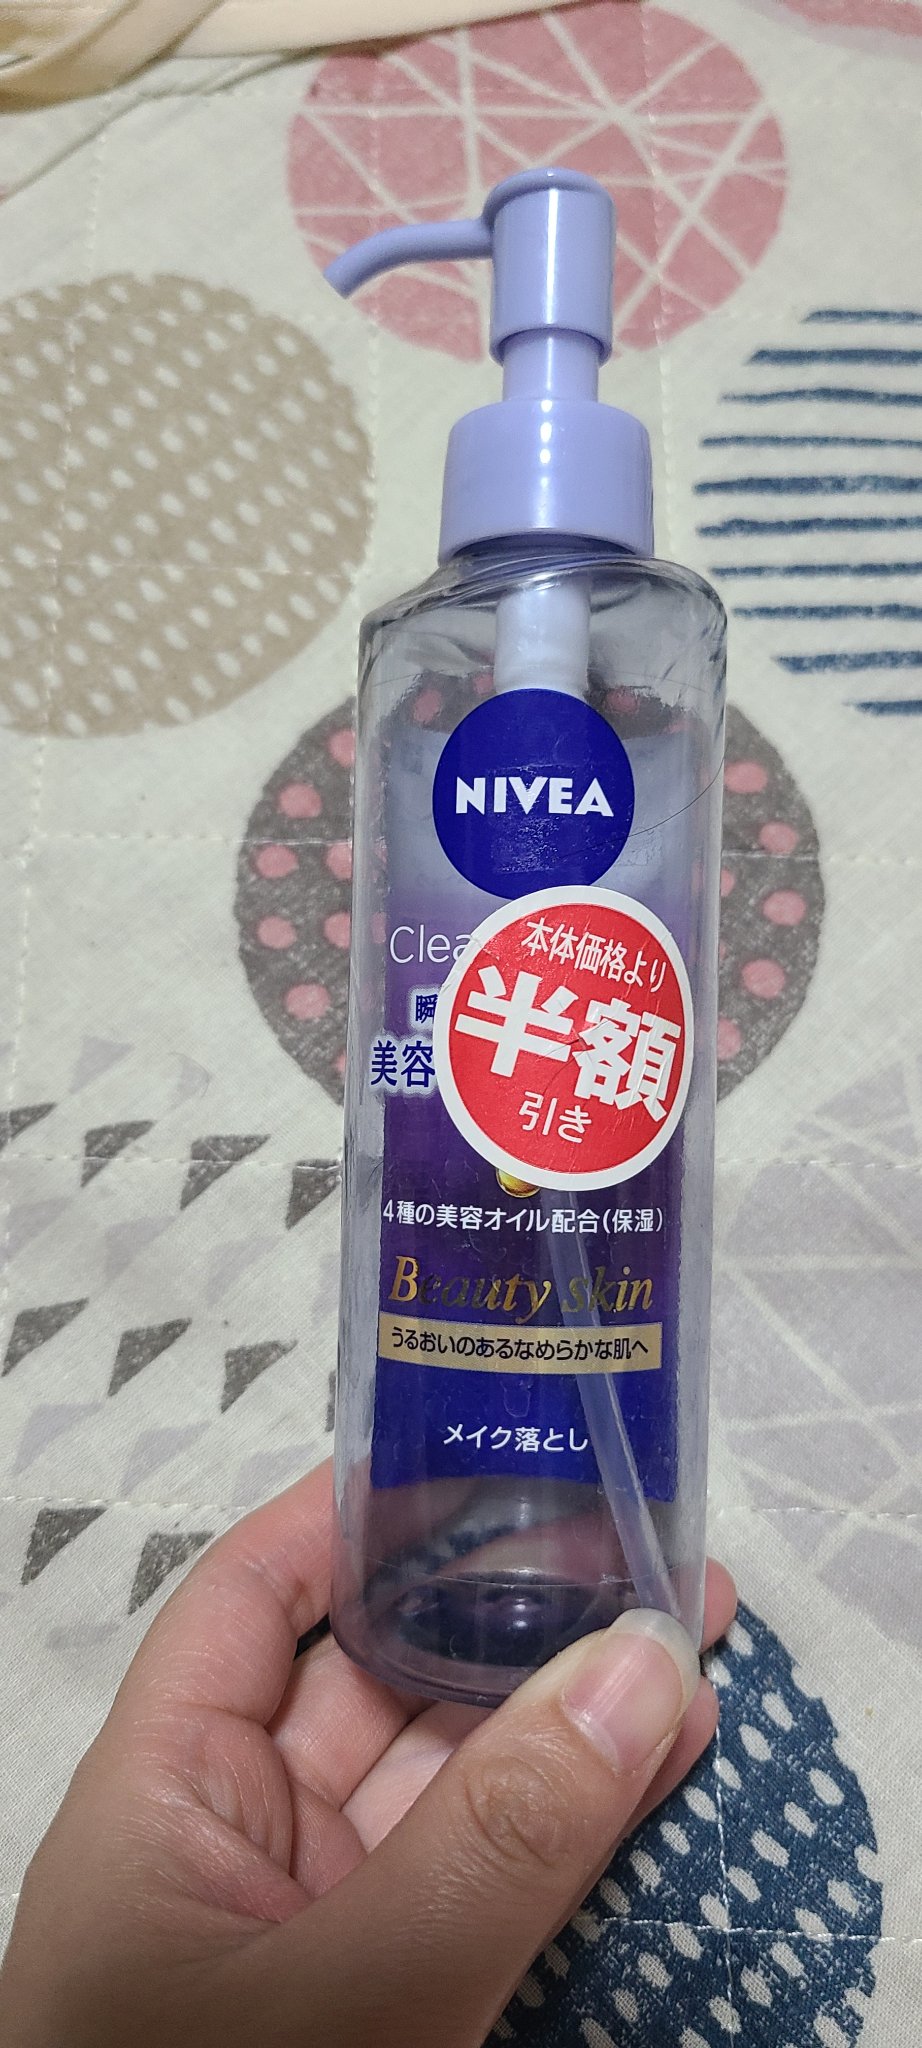 NIVEA
本体価格より
半額
引き
美容
4種の美容オイル配合(保湿)
Beauty skin
うるおいのあるなめらかな肌へ
メイク落とし